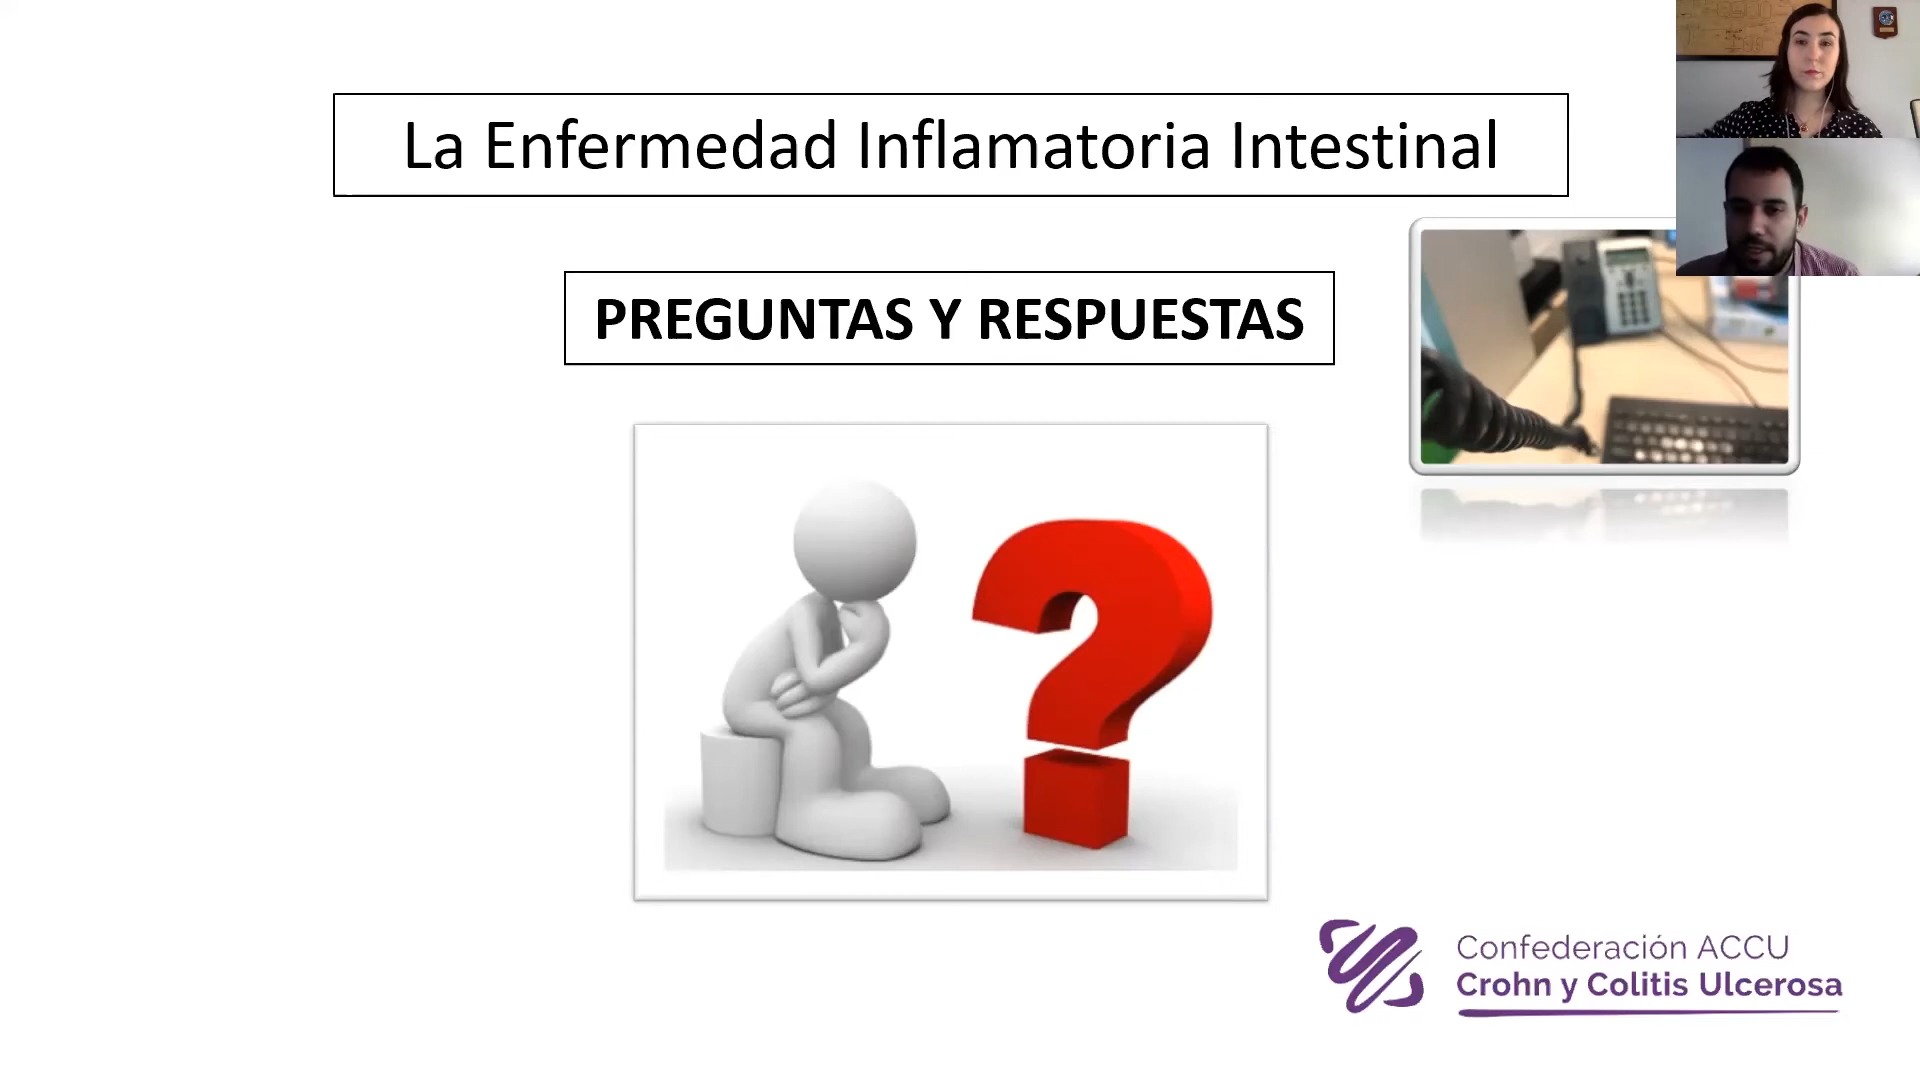 La Enfermedad Inflamatoria Intestinal
PREGUNTAS Y RESPUESTAS
Confederación ACCU
Crohn y Colitis Ulcerosa